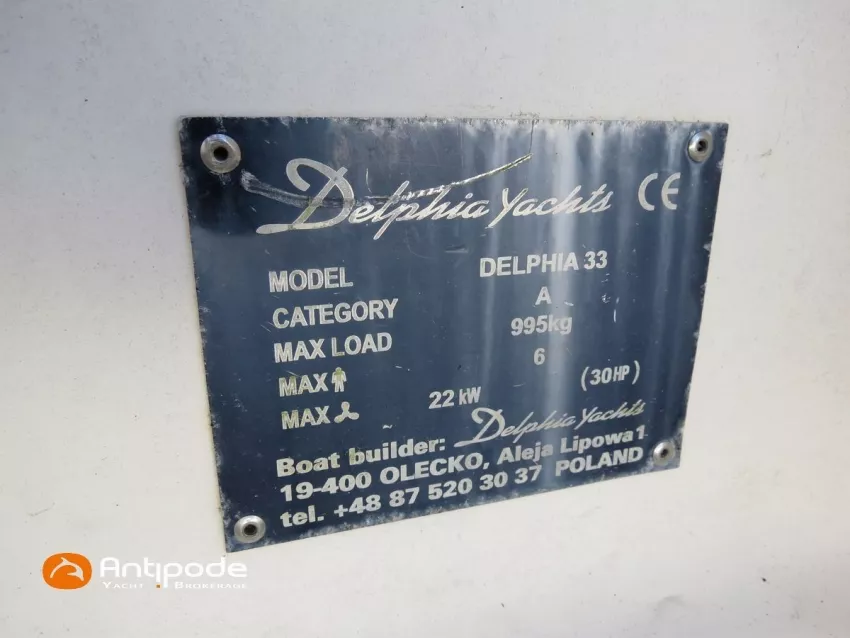 Delphia Yachts CE
MODEL DELPHIA 33
CATEGORY A
MAX LOAD 995kg
MAX 6
MAX 22 kW (30HP)
Boat builder: Delphia Yachts
19-400 OLECKO, Aleja Lipowa 1
tel. +48 87 520 30 37 POLAND
Antipode
YACHT BROKERAGE